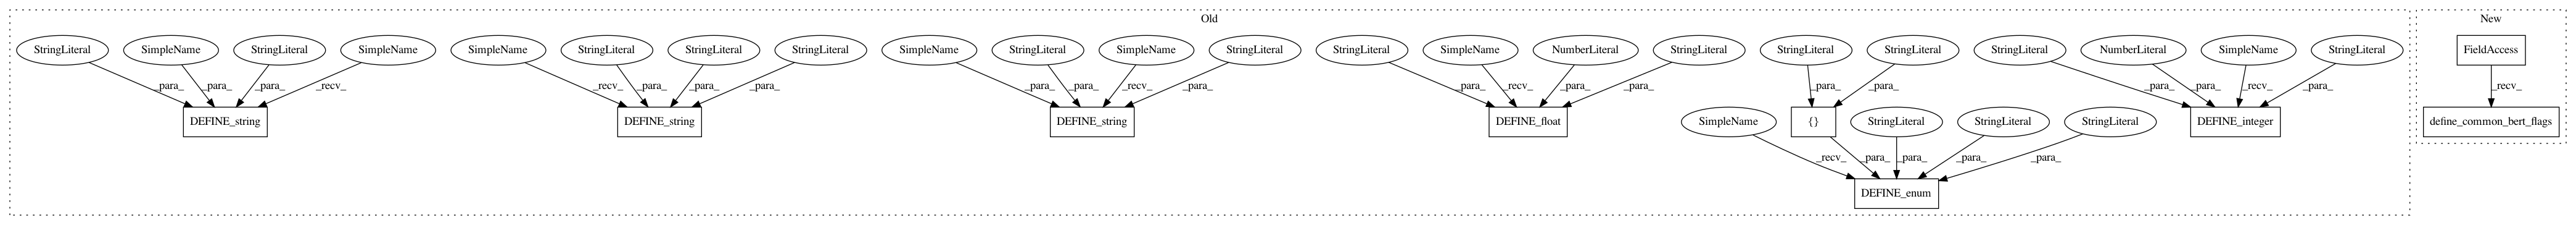 Old
New
StringLiteral SimpleName StringLiteral SimpleName SimpleName StringLiteral StringLiteral StringLiteral SimpleName StringLiteral SimpleName StringLiteral StringLiteral SimpleName NumberLiteral StringLiteral StringLiteral StringLiteral StringLiteral NumberLiteral SimpleName StringLiteral FieldAccess
_para_ _para_ _para_ _recv_ _recv_ _para_ _para_ _para_ _para_ _para_ _recv_ _para_ _para_ _recv_ _para_ _para_ _para_ _para_ _para_ _para_ _recv_ _para_ _recv_
DEFINE_string DEFINE_string DEFINE_string DEFINE_float SimpleName {} StringLiteral StringLiteral StringLiteral DEFINE_integer define_common_bert_flags
_recv_ _para_ _para_ _para_ _para_
DEFINE_enum